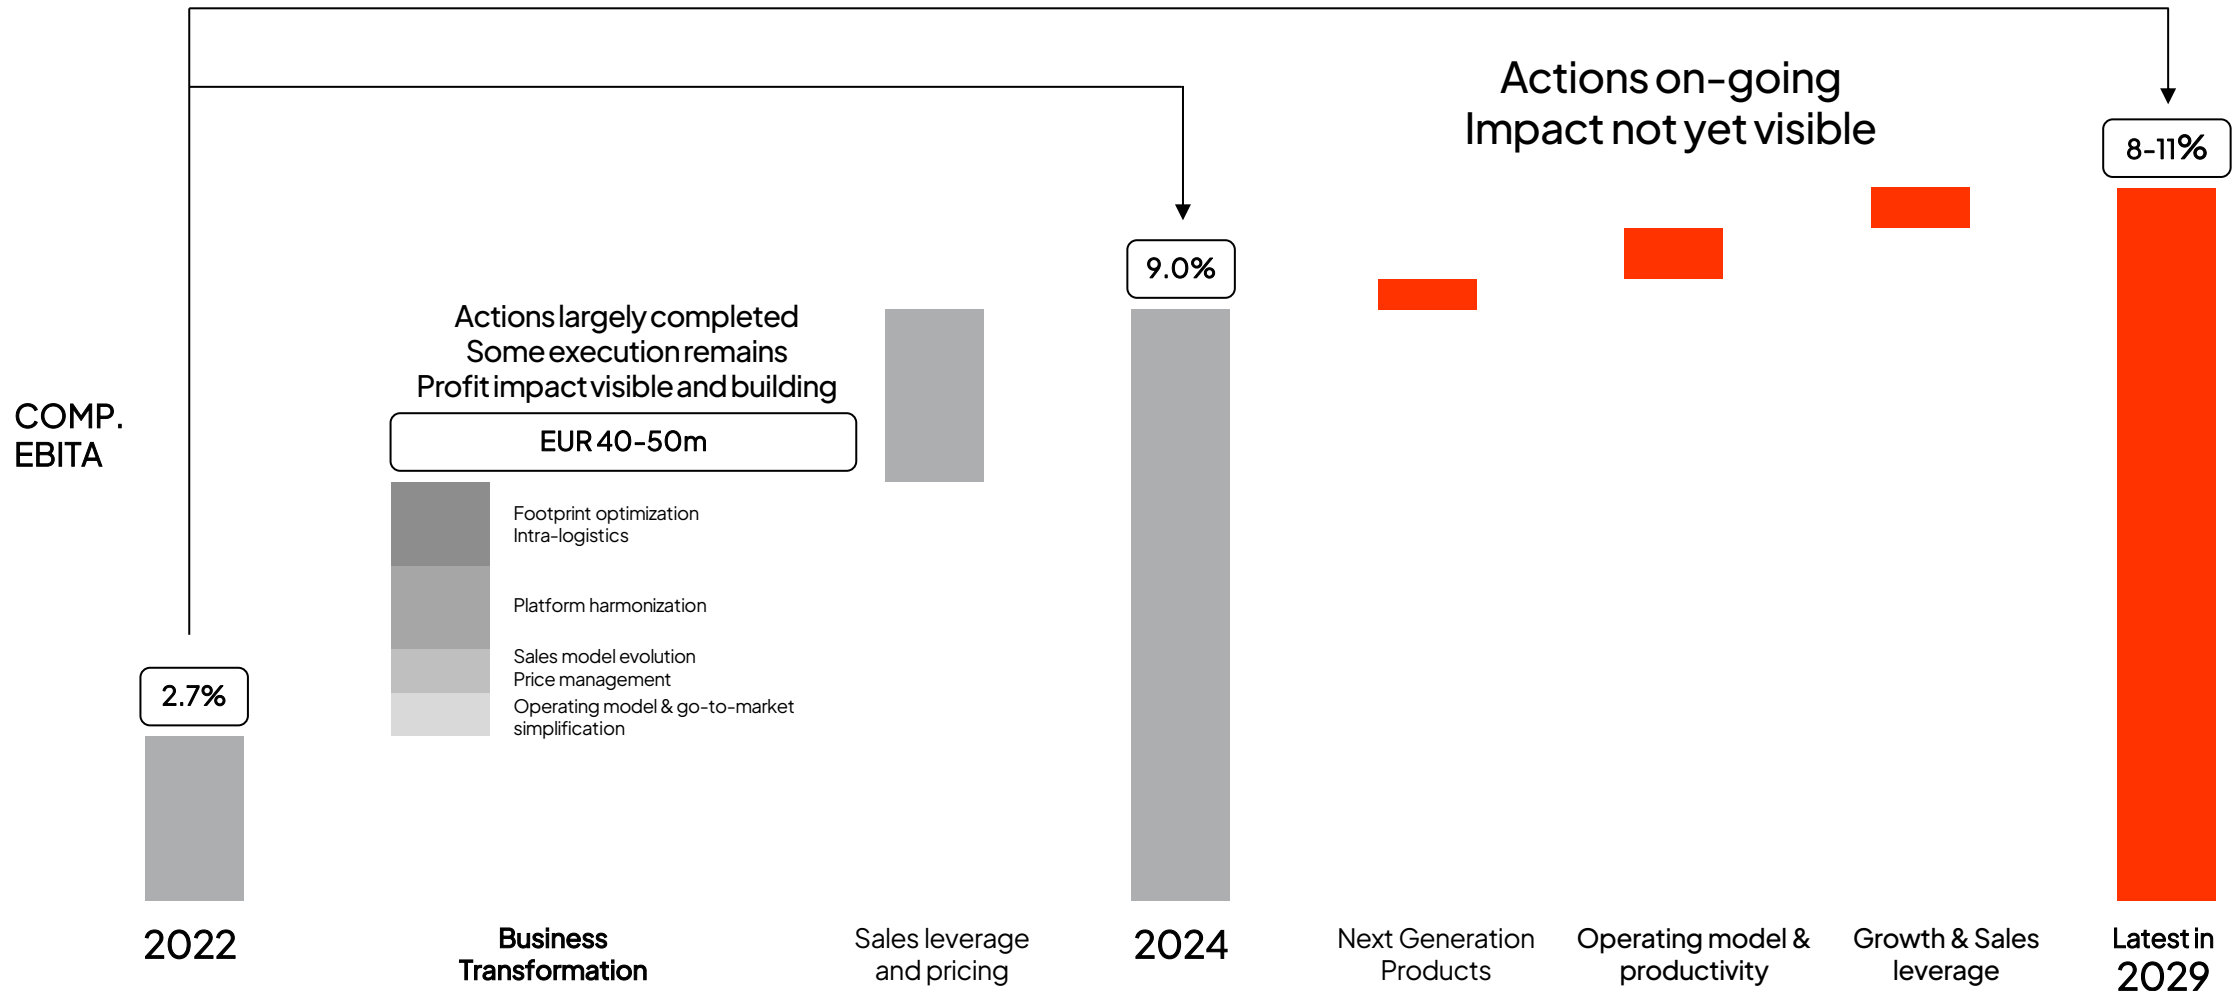 Actions on-going
Impact not yet visible
8-11%
9.0%
Actions largely completed
Some execution remains
Profit impact visible and building
EUR 40-50m
COMP.
EBITA
Footprint optimization
Intra-logistics
Platform harmonization
Sales model evolution
Price management
Operating model & go-to-market
simplification
2.7%
2022
Business
Transformation
Sales leverage
and pricing
2024
Next Generation
Products
Operating model &
productivity
Growth & Sales
leverage
Latest in
2029